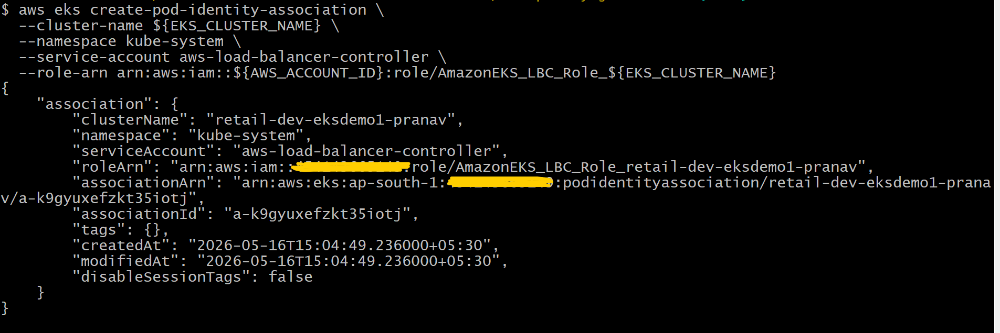 $ aws eks create-pod-identity-association \
  --cluster-name ${EKS_CLUSTER_NAME} \
  --namespace kube-system \
  --service-account aws-load-balancer-controller \
  --role-arn arn:aws:iam::${AWS_ACCOUNT_ID}:role/AmazonEKS_LBC_Role_${EKS_CLUSTER_NAME}
{
    "association": {
        "clusterName": "retail-dev-eksdemo1-pranav",
        "namespace": "kube-system",
        "serviceAccount": "aws-load-balancer-controller",
        "roleArn": "arn:aws:iam:: :role/AmazonEKS_LBC_Role_retail-dev-eksdemo1-pranav",
        "associationArn": "arn:aws:eks:ap-south-1: :podidentityassociation/retail-dev-eksdemo1-prana
v/a-k9gyuxefzkt35iotj",
        "associationId": "a-k9gyuxefzkt35iotj",
        "tags": {},
        "createdAt": "2026-05-16T15:04:49.236000+05:30",
        "modifiedAt": "2026-05-16T15:04:49.236000+05:30",
        "disableSessionTags": false
    }
}